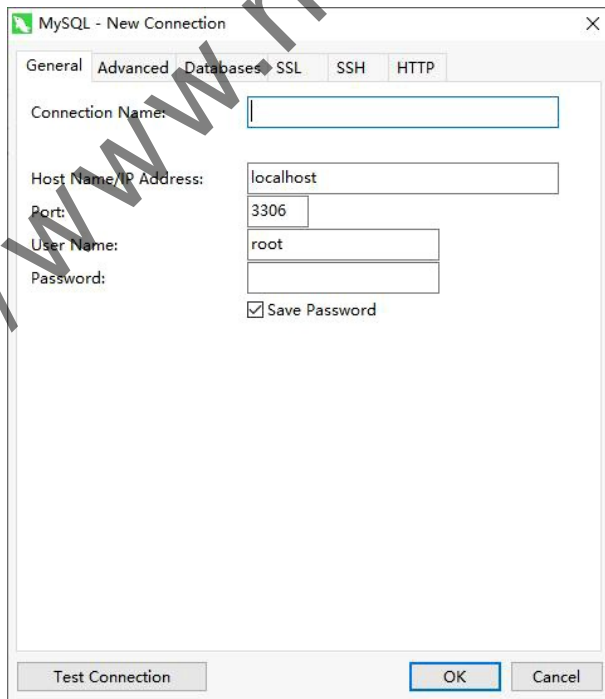 MySQL - New Connection
General Advanced Databases SSL SSH HTTP
Connection Name:
Host Name/IP Address: localhost
Port: 3306
User Name: root
Password:
Save Password
Test Connection OK Cancel